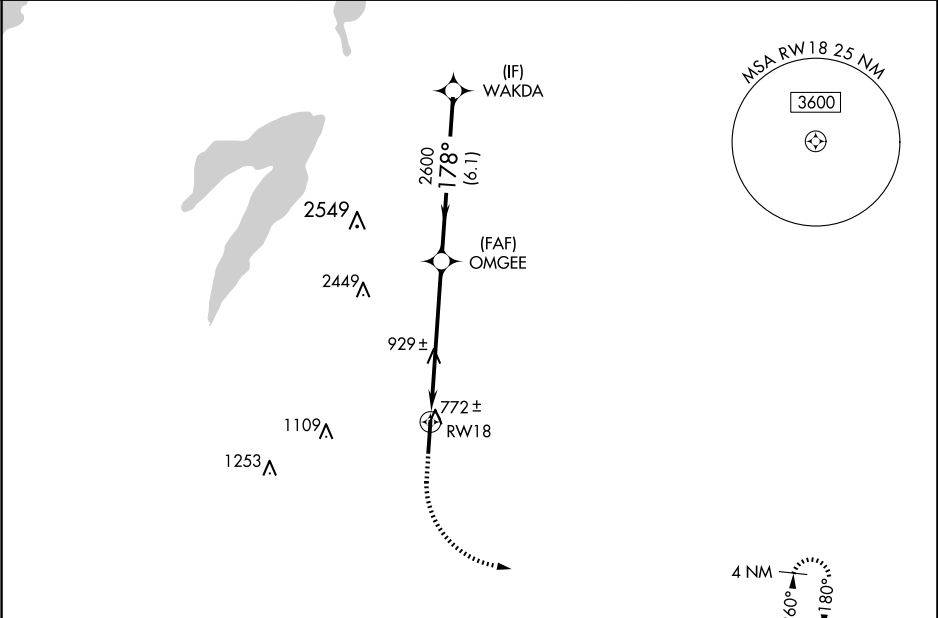 (IF)
WAKDA
MSA RW18 25 NM
3600
2600
178°
(6.1)
2549
(FAF)
OMGEE
2449
929±
772±
RW18
1109
1253
4 NM
180°